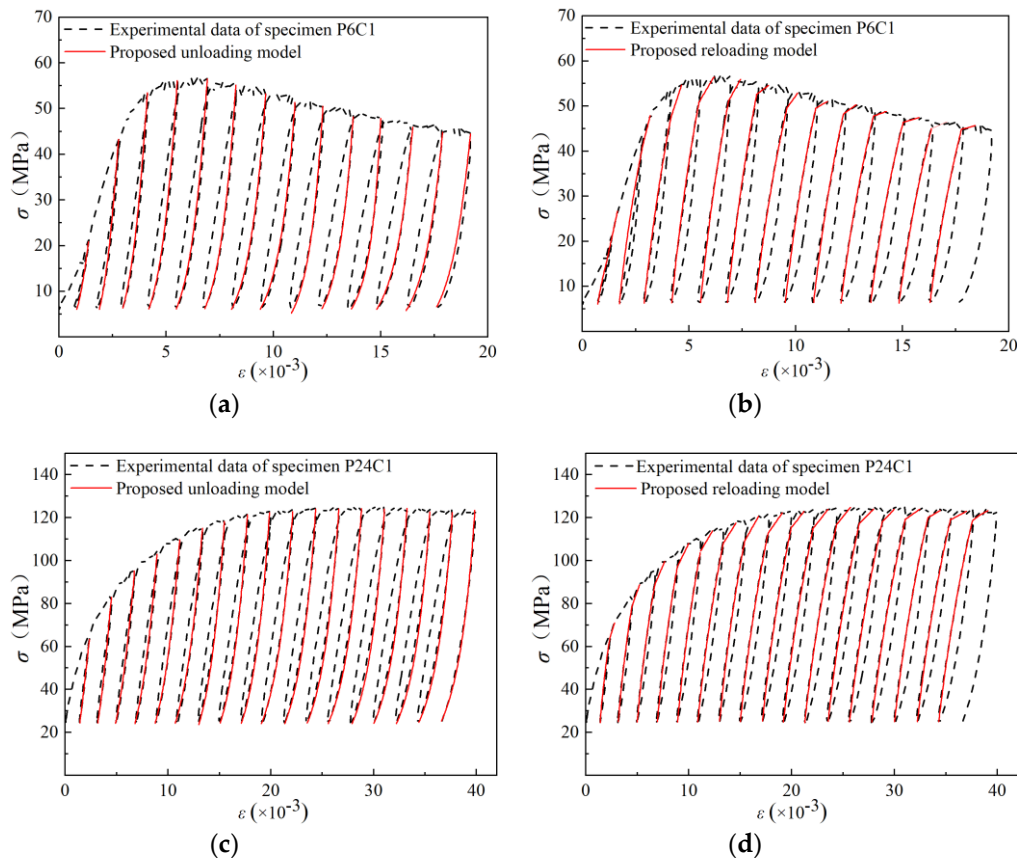 70
60
50
40
30
20
10
Experimental data of specimen P6C1
Proposed unloading model
σ（MPa）
0 5 10 15 20
ε (×10⁻³)
(a)
70
60
50
40
30
20
10
Experimental data of specimen P6C1
Proposed reloading model
σ（MPa）
0 5 10 15 20
ε (×10⁻³)
(b)
140
120
100
80
60
40
20
Experimental data of specimen P24C1
Proposed unloading model
σ（MPa）
0 10 20 30 40
ε (×10⁻³)
(c)
140
120
100
80
60
40
20
Experimental data of specimen P24C1
Proposed reloading model
σ（MPa）
0 10 20 30 40
ε (×10⁻³)
(d)